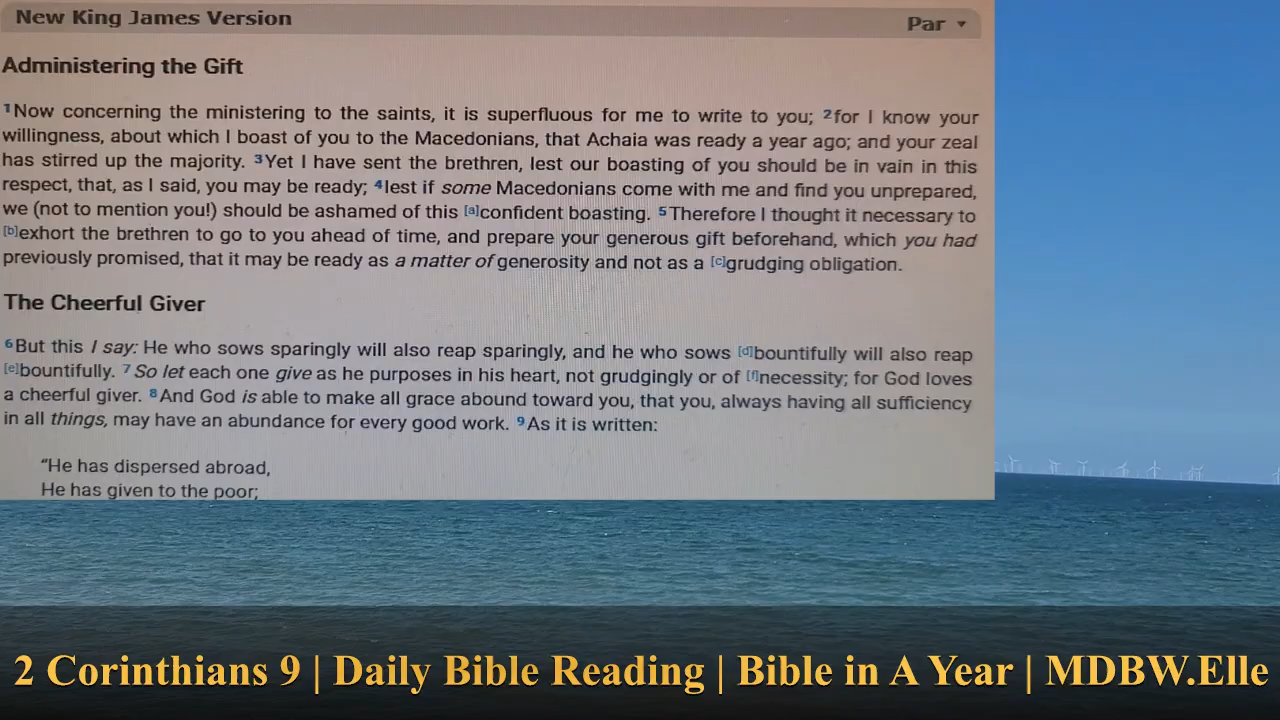 New King James Version
Par
Administering the Gift
1Now concerning the ministering to the saints, it is superfluous for me to write to you; 2for I know your
willingness, about which I boast of you to the Macedonians, that Achaia was ready a year ago; and your zeal
has stirred up the majority. 3Yet I have sent the brethren, lest our boasting of you should be in vain in this
respect, that, as I said, you may be ready; 4lest if some Macedonians come with me and find you unprepared,
we (not to mention you!) should be ashamed of this [a]confident boasting. 5Therefore I thought it necessary to
[b]exhort the brethren to go to you ahead of time, and prepare your generous gift beforehand, which you had
previously promised, that it may be ready as a matter of generosity and not as a [c]grudging obligation.
The Cheerful Giver
6But this I say: He who sows sparingly will also reap sparingly, and he who sows [d]bountifully will also reap
[e]bountifully. 7 So let each one give as he purposes in his heart, not grudgingly or of [f]necessity; for God loves
a cheerful giver. 8And God is able to make all grace abound toward you, that you, always having all sufficiency
in all things, may have an abundance for every good work. 9As it is written:
“He has dispersed abroad,
He has given to the poor;
2 Corinthians 9 | Daily Bible Reading | Bible in A Year | MDBW.Elle